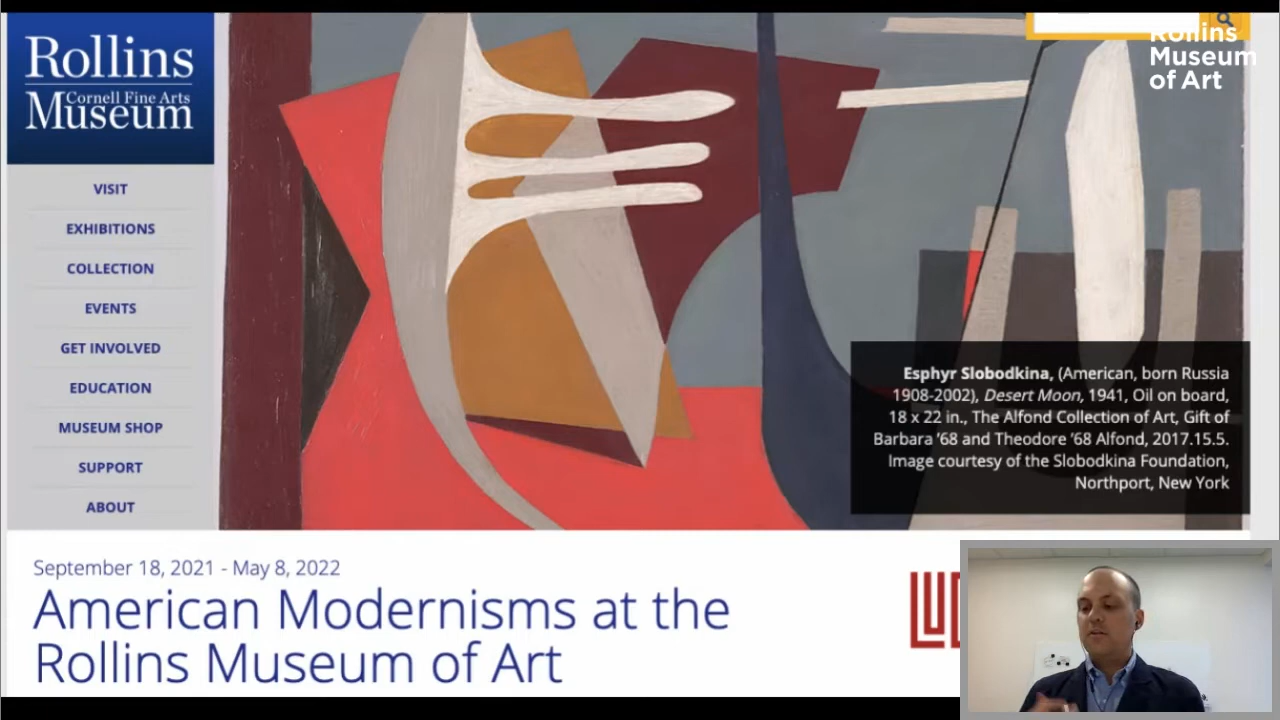 Rollins
Cornell Fine Arts
Museum
Rollins
Museum
of Art
VISIT
EXHIBITIONS
COLLECTION
EVENTS
GET INVOLVED
EDUCATION
MUSEUM SHOP
SUPPORT
ABOUT
Esphyr Slobodkina, (American, born Russia
1908-2002), Desert Moon, 1941, Oil on board,
18 x 22 in., The Alfond Collection of Art, Gift of
Barbara '68 and Theodore '68 Alfond, 2017.15.5.
Image courtesy of the Slobodkina Foundation,
Northport, New York
September 18, 2021 - May 8, 2022
American Modernisms at the
Rollins Museum of Art